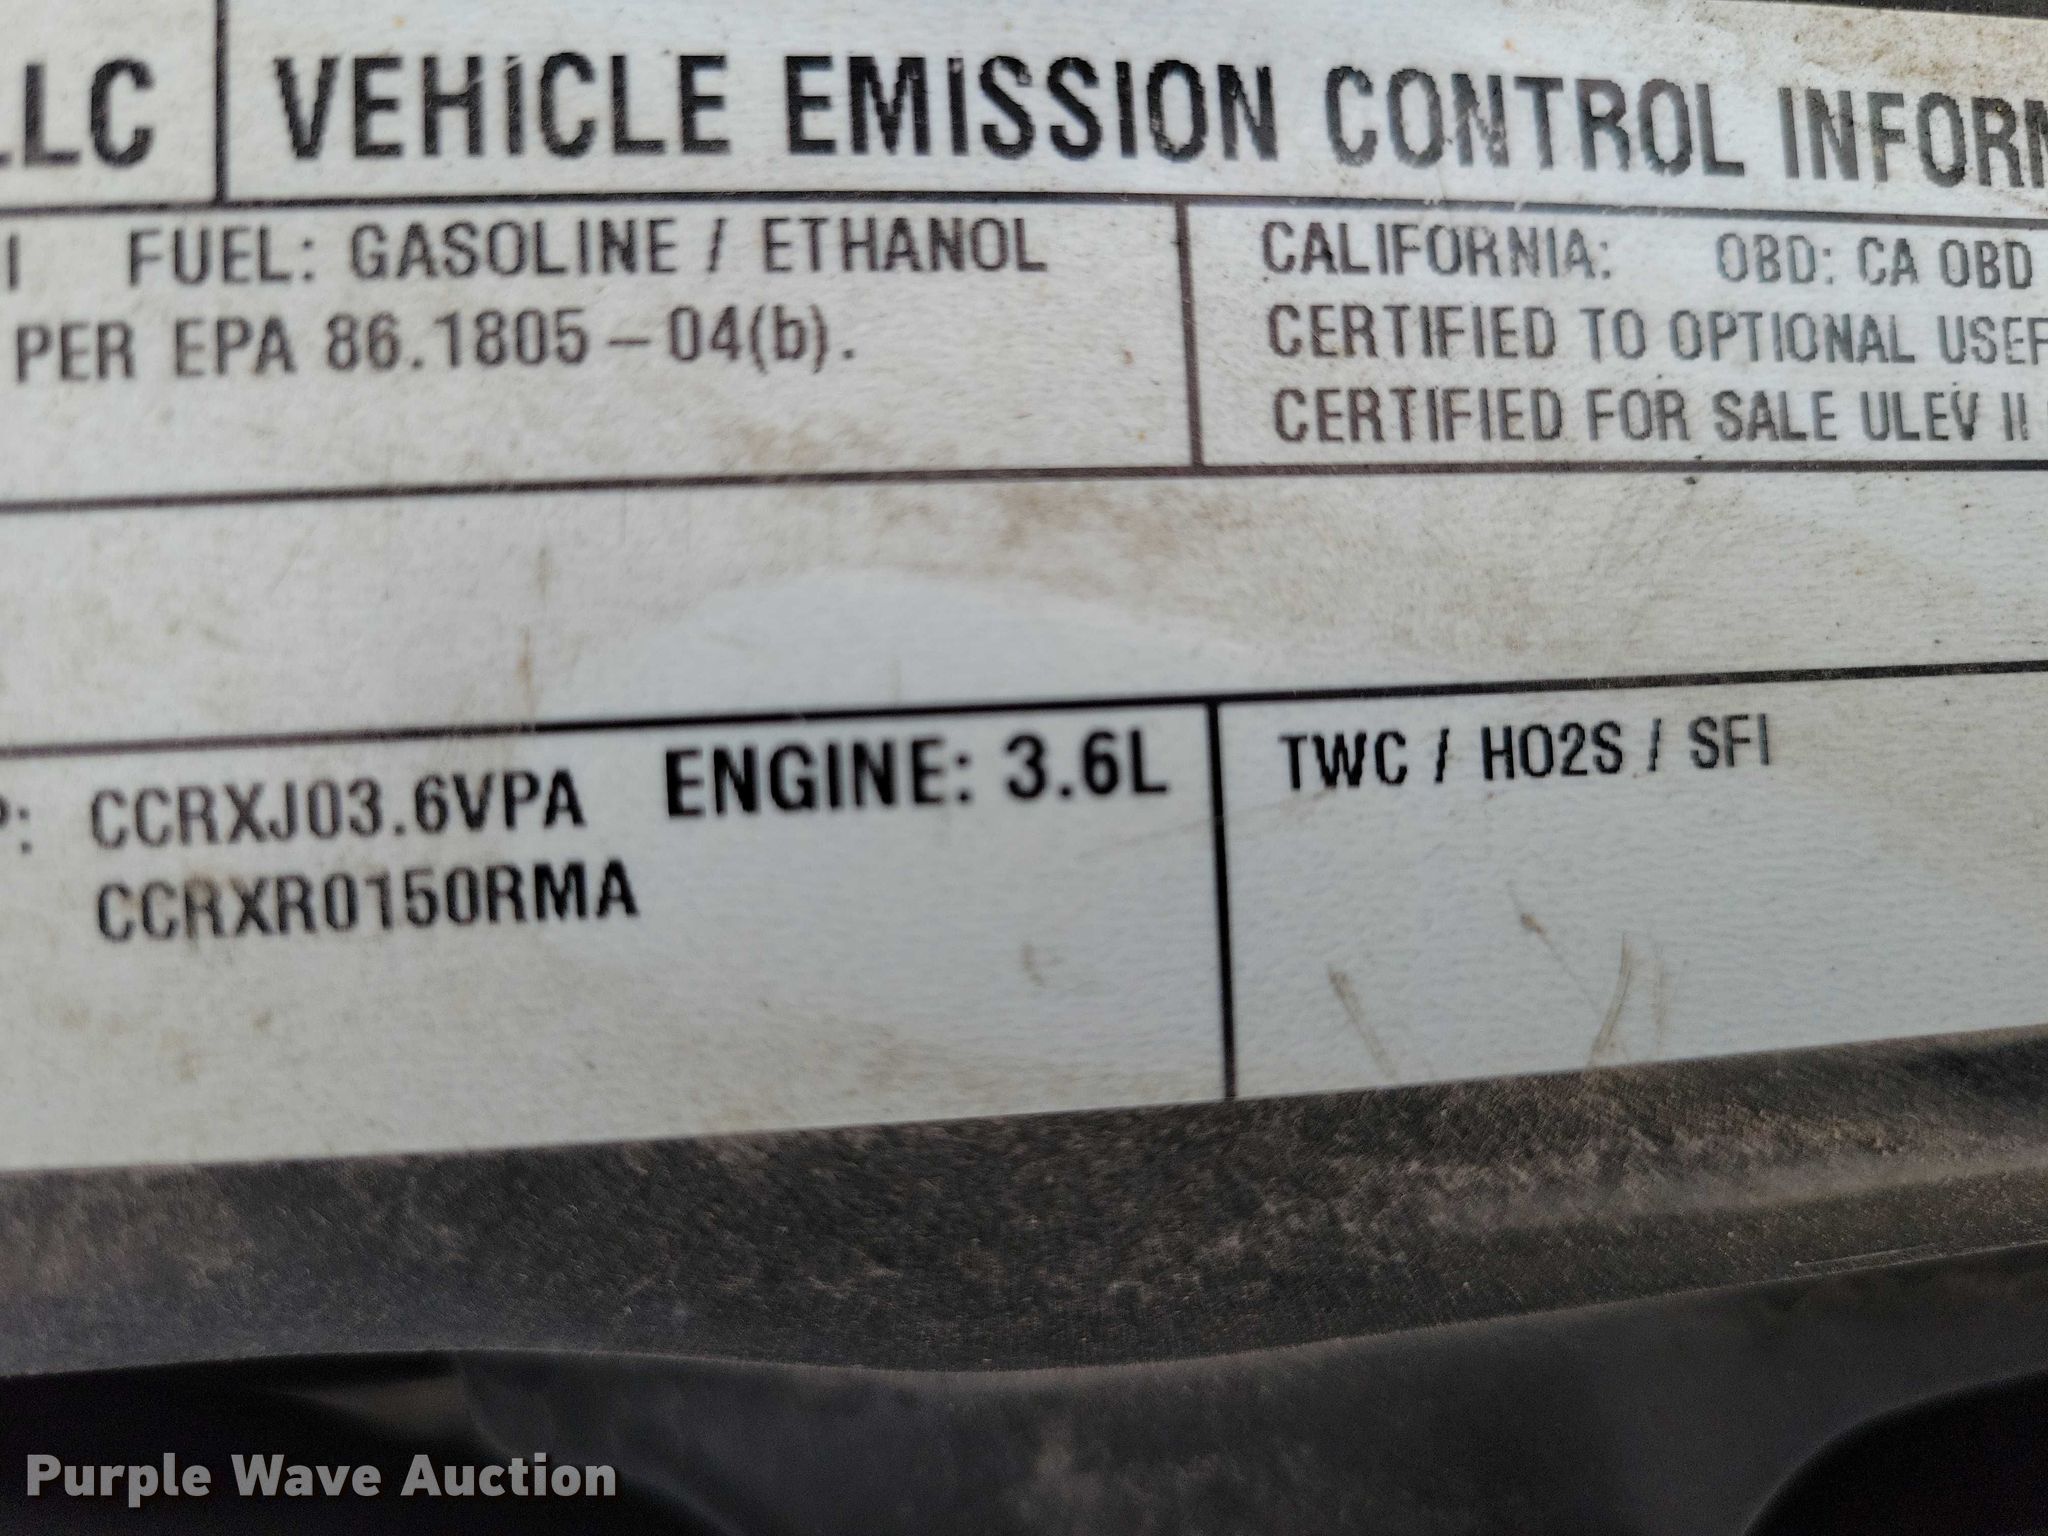 LLC VEHICLE EMISSION CONTROL INFORM
FUEL: GASOLINE / ETHANOL
PER EPA 86.1805-04(b).
CALIFORNIA: OBD: CA OBD
CERTIFIED TO OPTIONAL USEP
CERTIFIED FOR SALE ULEV II
P: CCRXJ03.6VPA ENGINE: 3.6L
CCRXR0150RMA
TWC / HO2S / SFI
Purple Wave Auction